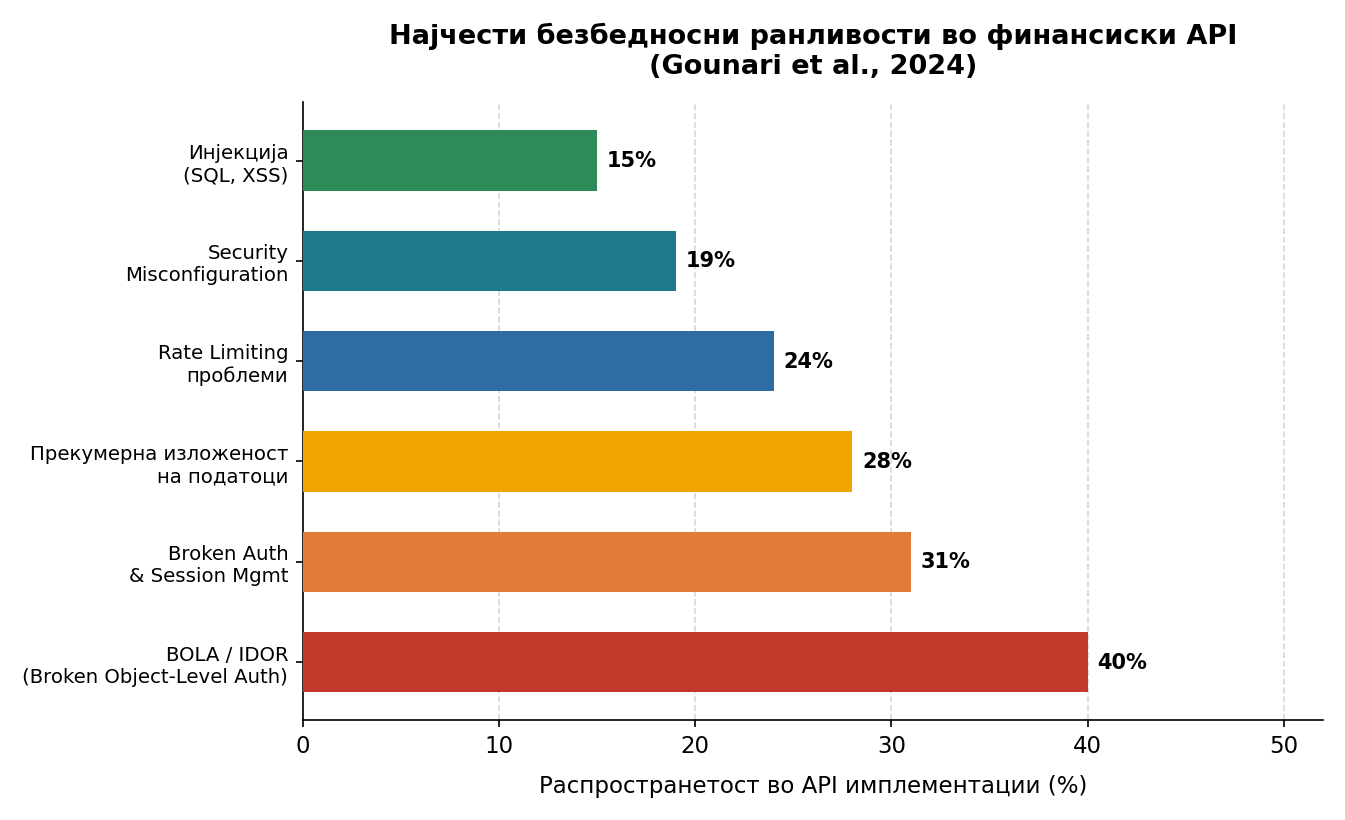 Најчести безбедносни ранливости во финансиски API
(Gounari et al., 2024)
Инјекција
(SQL, XSS)
15%
Security
Misconfiguration
19%
Rate Limiting
проблеми
24%
Прекумерна изложеност
на податоци
28%
Broken Auth
& Session Mgmt
31%
BOLA / IDOR
(Broken Object-Level Auth)
40%
0 10 20 30 40 50
Распространетост во API имплементации (%)